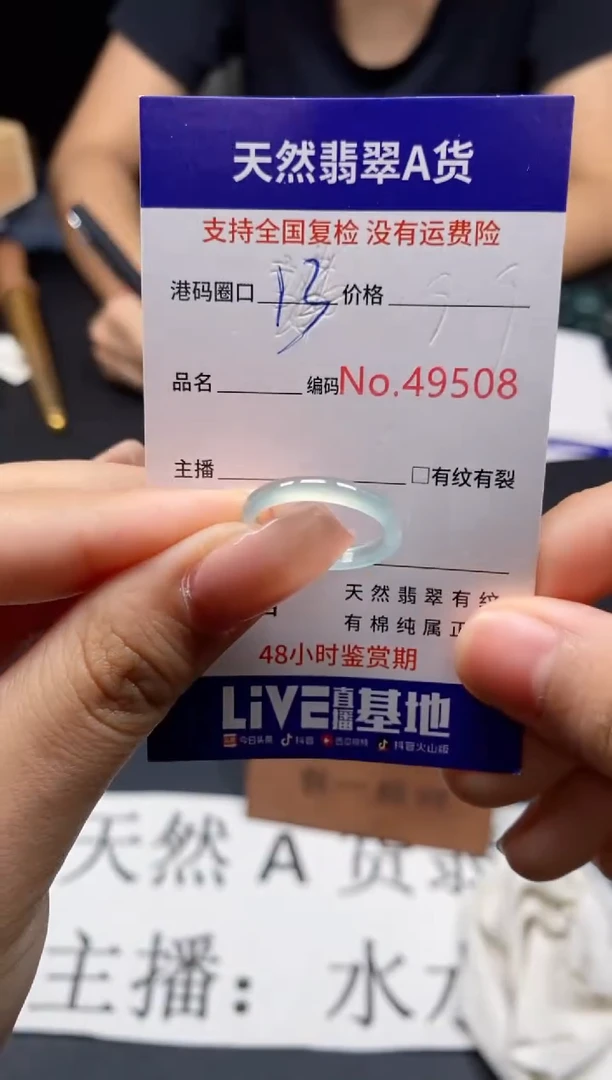 天然翡翠A货
支持全国复检 没有运费险
港码圈口 13 价格
品名 编码No.49508
主播 □有纹有裂
天然翡翠有纹
有棉纯属正
48小时鉴赏期
LiVE直播基地
今日头条 抖音 西瓜视频 抖音火山版
天然 A 货翡
主播：水水